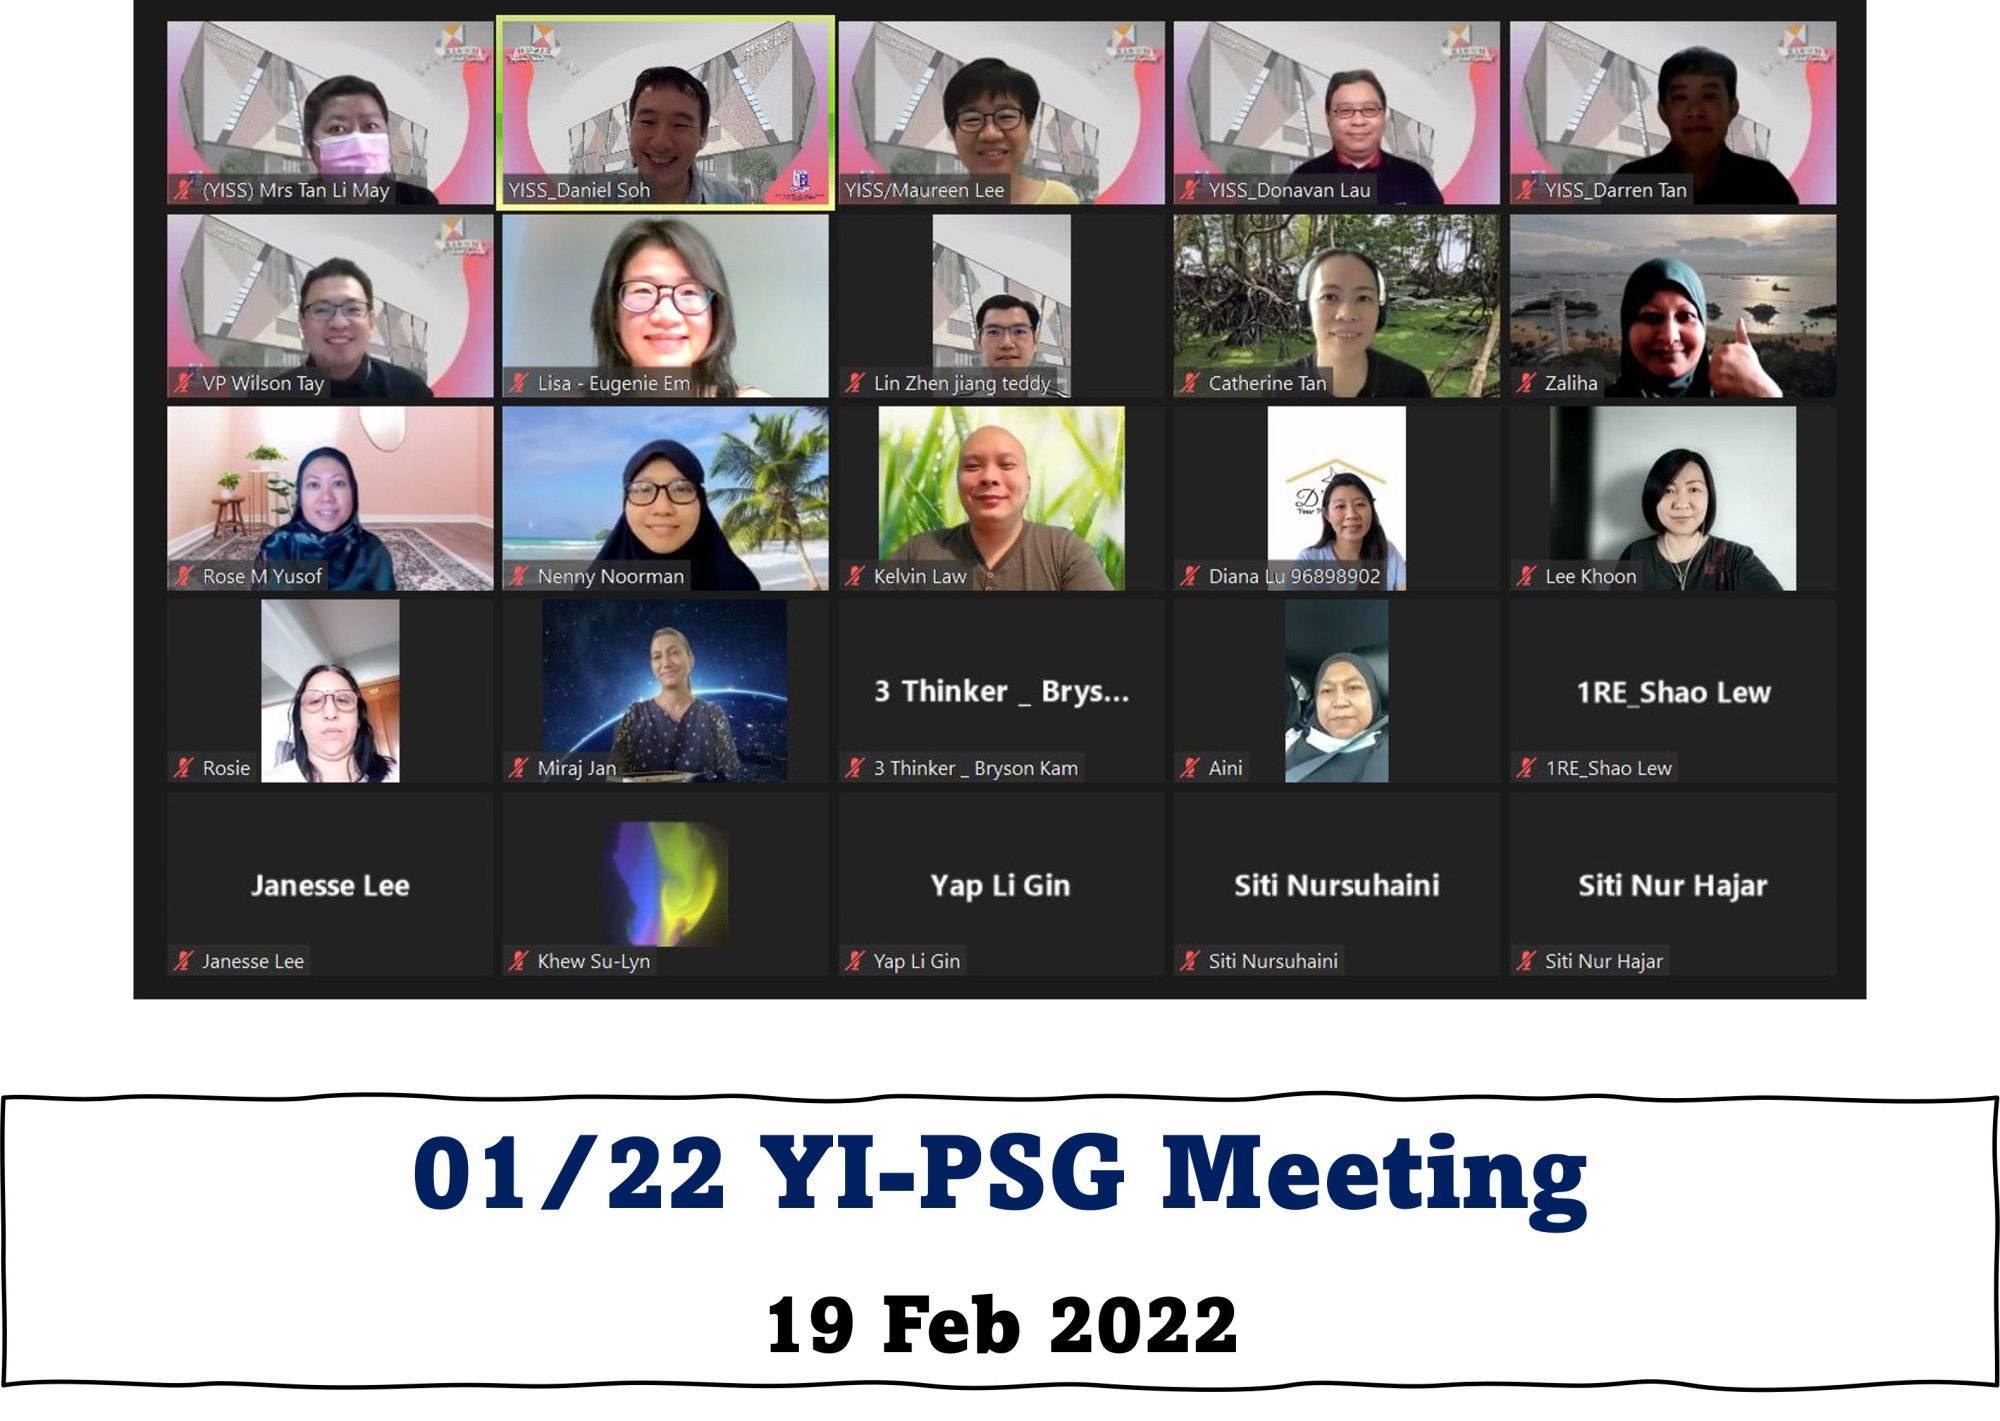 (YISS) Mrs Tan Li May
YISS_Daniel Soh
YISS/Maureen Lee
YISS_Donavan Lau
YISS_Darren Tan
VP Wilson Tay
Lisa - Eugenie Em
Lin Zhen jiang teddy
Catherine Tan
Zaliha
Rose M Yusof
Nenny Noorman
Kelvin Law
Diana Lu 96898902
Lee Khoon
Rosie
Miraj Jan
3 Thinker _ Brys...
3 Thinker _ Bryson Kam
Aini
1RE_Shao Lew
1RE_Shao Lew
Janesse Lee
Janesse Lee
Khew Su-Lyn
Yap Li Gin
Yap Li Gin
Siti Nursuhaini
Siti Nursuhaini
Siti Nur Hajar
Siti Nur Hajar
01/22 YI-PSG Meeting
19 Feb 2022